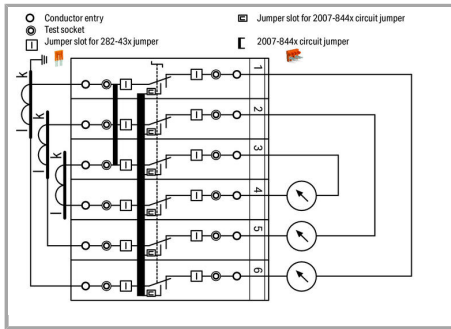 Conductor entry
Test socket
Jumper slot for 282-43x jumper
Jumper slot for 2007-844x circuit jumper
2007-844x circuit jumper
k
k
k
l
l
l
1
2
3
4
5
6